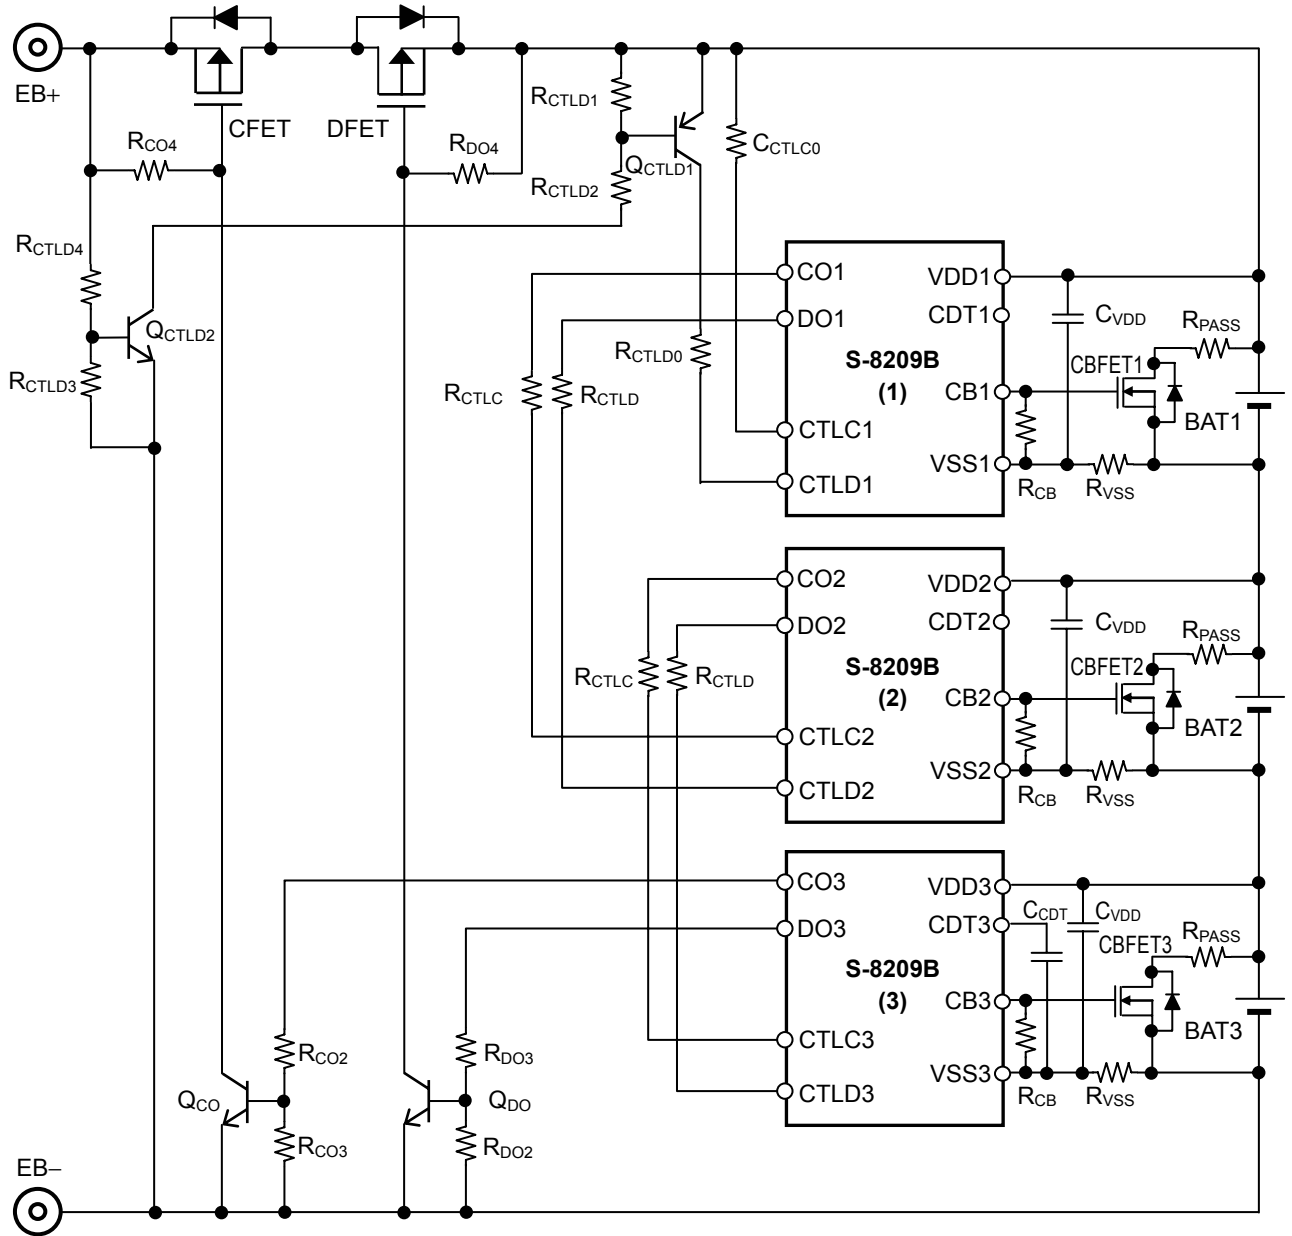 EB+
CFET
DFET
RCO4
RDO4
RCTLD1
QCTLD1
CCTLC0
RCTLD2
RCTLD4
QCTLD2
RCTLD3
RCTLC
RCTLD
RCTLD0
CO1
DO1
S-8209B
(1)
CTLC1
CTLD1
VDD1
CDT1
CB1
VSS1
CVDD
RPASS
CBFET1
BAT1
RCB
RVSS
CO2
DO2
S-8209B
(2)
CTLC2
CTLD2
VDD2
CDT2
CB2
VSS2
RCTLC
RCTLD
CVDD
RPASS
CBFET2
BAT2
RCB
RVSS
CO3
DO3
S-8209B
(3)
CTLC3
CTLD3
VDD3
CDT3
CB3
VSS3
CCDT
CVDD
RPASS
CBFET3
BAT3
RCB
RVSS
RCO2
RDO3
QCO
QDO
RCO3
RDO2
EB−